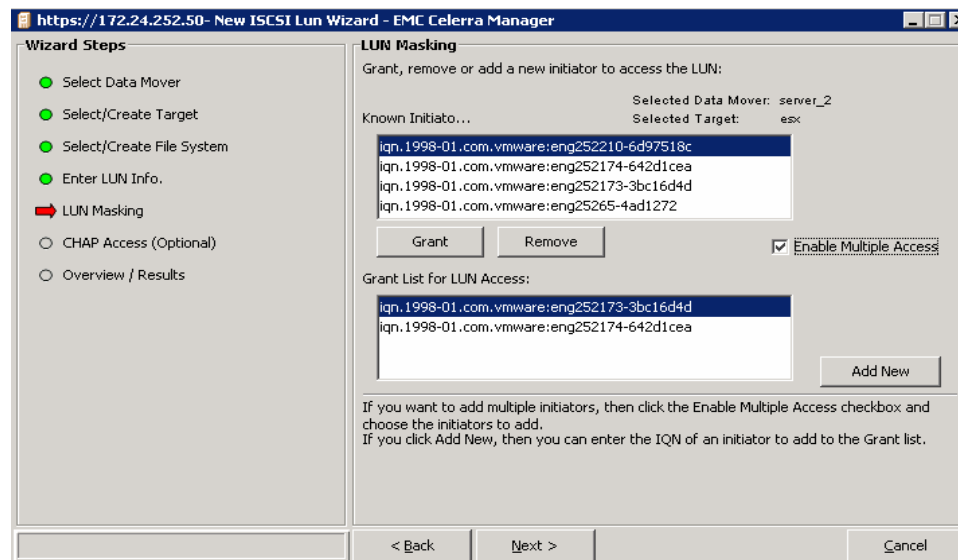 https://172.24.252.50- New ISCSI Lun Wizard - EMC Celerra Manager
Wizard Steps
Select Data Mover
Select/Create Target
Select/Create File System
Enter LUN Info.
LUN Masking
CHAP Access (Optional)
Overview / Results
LUN Masking
Grant, remove or add a new initiator to access the LUN:
Selected Data Mover: server_2
Known Initiato... Selected Target: esx
iqn.1998-01.com.vmware:eng252210-6d97518c
iqn.1998-01.com.vmware:eng252174-642d1cea
iqn.1998-01.com.vmware:eng252173-3bc16d4d
iqn.1998-01.com.vmware:eng25265-4ad1272
Grant Remove Enable Multiple Access
Grant List for LUN Access:
iqn.1998-01.com.vmware:eng252173-3bc16d4d
iqn.1998-01.com.vmware:eng252174-642d1cea
Add New
If you want to add multiple initiators, then click the Enable Multiple Access checkbox and
choose the initiators to add.
If you click Add New, then you can enter the IQN of an initiator to add to the Grant list.
< Back Next > Cancel